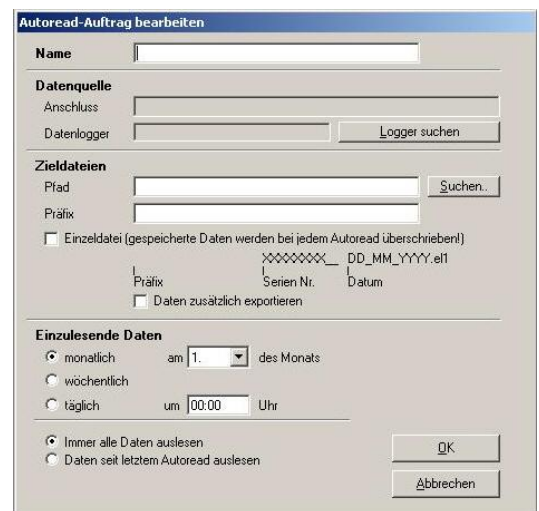 Autoread-Auftrag bearbeiten
Name
Datenquelle
Anschluss
Datenlogger
Logger suchen
Zieldateien
Pfad
Suchen..
Präfix
Einzeldatei (gespeicherte Daten werden bei jedem Autoread überschrieben!)
XXXXXXXX__ DD_MM_YYYY.el1
Präfix Serien Nr. Datum
Daten zusätzlich exportieren
Einzulesende Daten
monatlich am 1. des Monats
wöchentlich
täglich um 00:00 Uhr
Immer alle Daten auslesen
Daten seit letztem Autoread auslesen
OK
Abbrechen